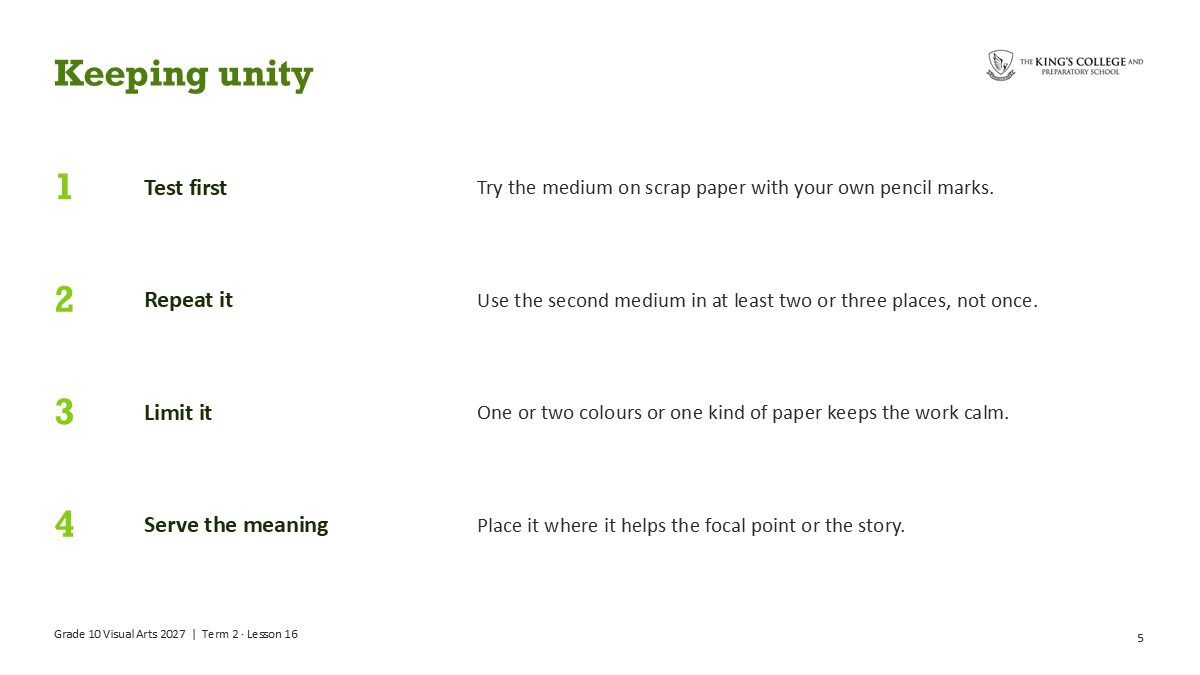 Keeping unity
THE KING'S COLLEGE AND
PREPARATORY SCHOOL
1 Test first Try the medium on scrap paper with your own pencil marks.
2 Repeat it Use the second medium in at least two or three places, not once.
3 Limit it One or two colours or one kind of paper keeps the work calm.
4 Serve the meaning Place it where it helps the focal point or the story.
Grade 10 Visual Arts 2027 | Term 2 · Lesson 16
5